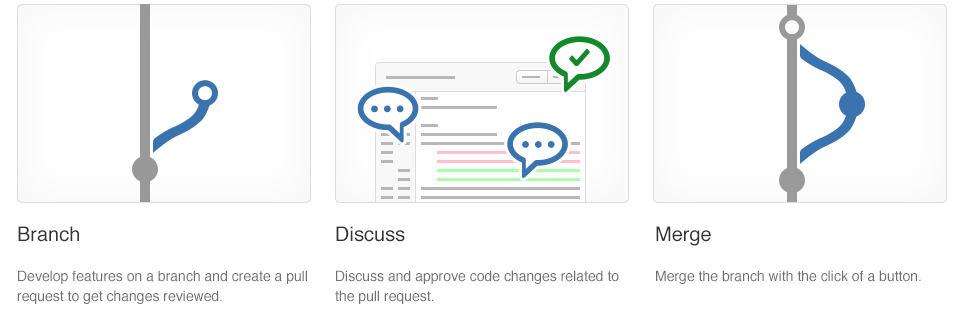 Branch
Develop features on a branch and create a pull
request to get changes reviewed.
Discuss
Discuss and approve code changes related to
the pull request.
Merge
Merge the branch with the click of a button.